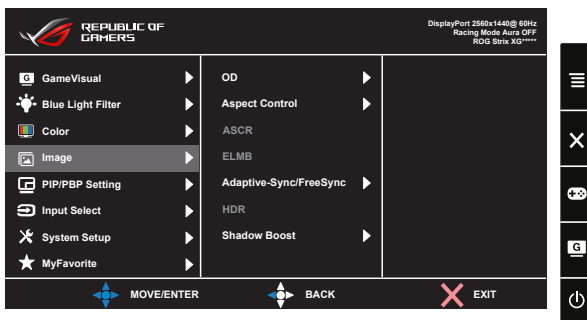 REPUBLIC OF
GAMERS
DisplayPort 2560x1440@ 60Hz
Racing Mode Aura OFF
ROG Strix XG*****
G GameVisual
Blue Light Filter
Color
Image
PIP/PBP Setting
Input Select
System Setup
MyFavorite
OD
Aspect Control
ASCR
ELMB
Adaptive-Sync/FreeSync
HDR
Shadow Boost
MOVE/ENTER
BACK
EXIT
G